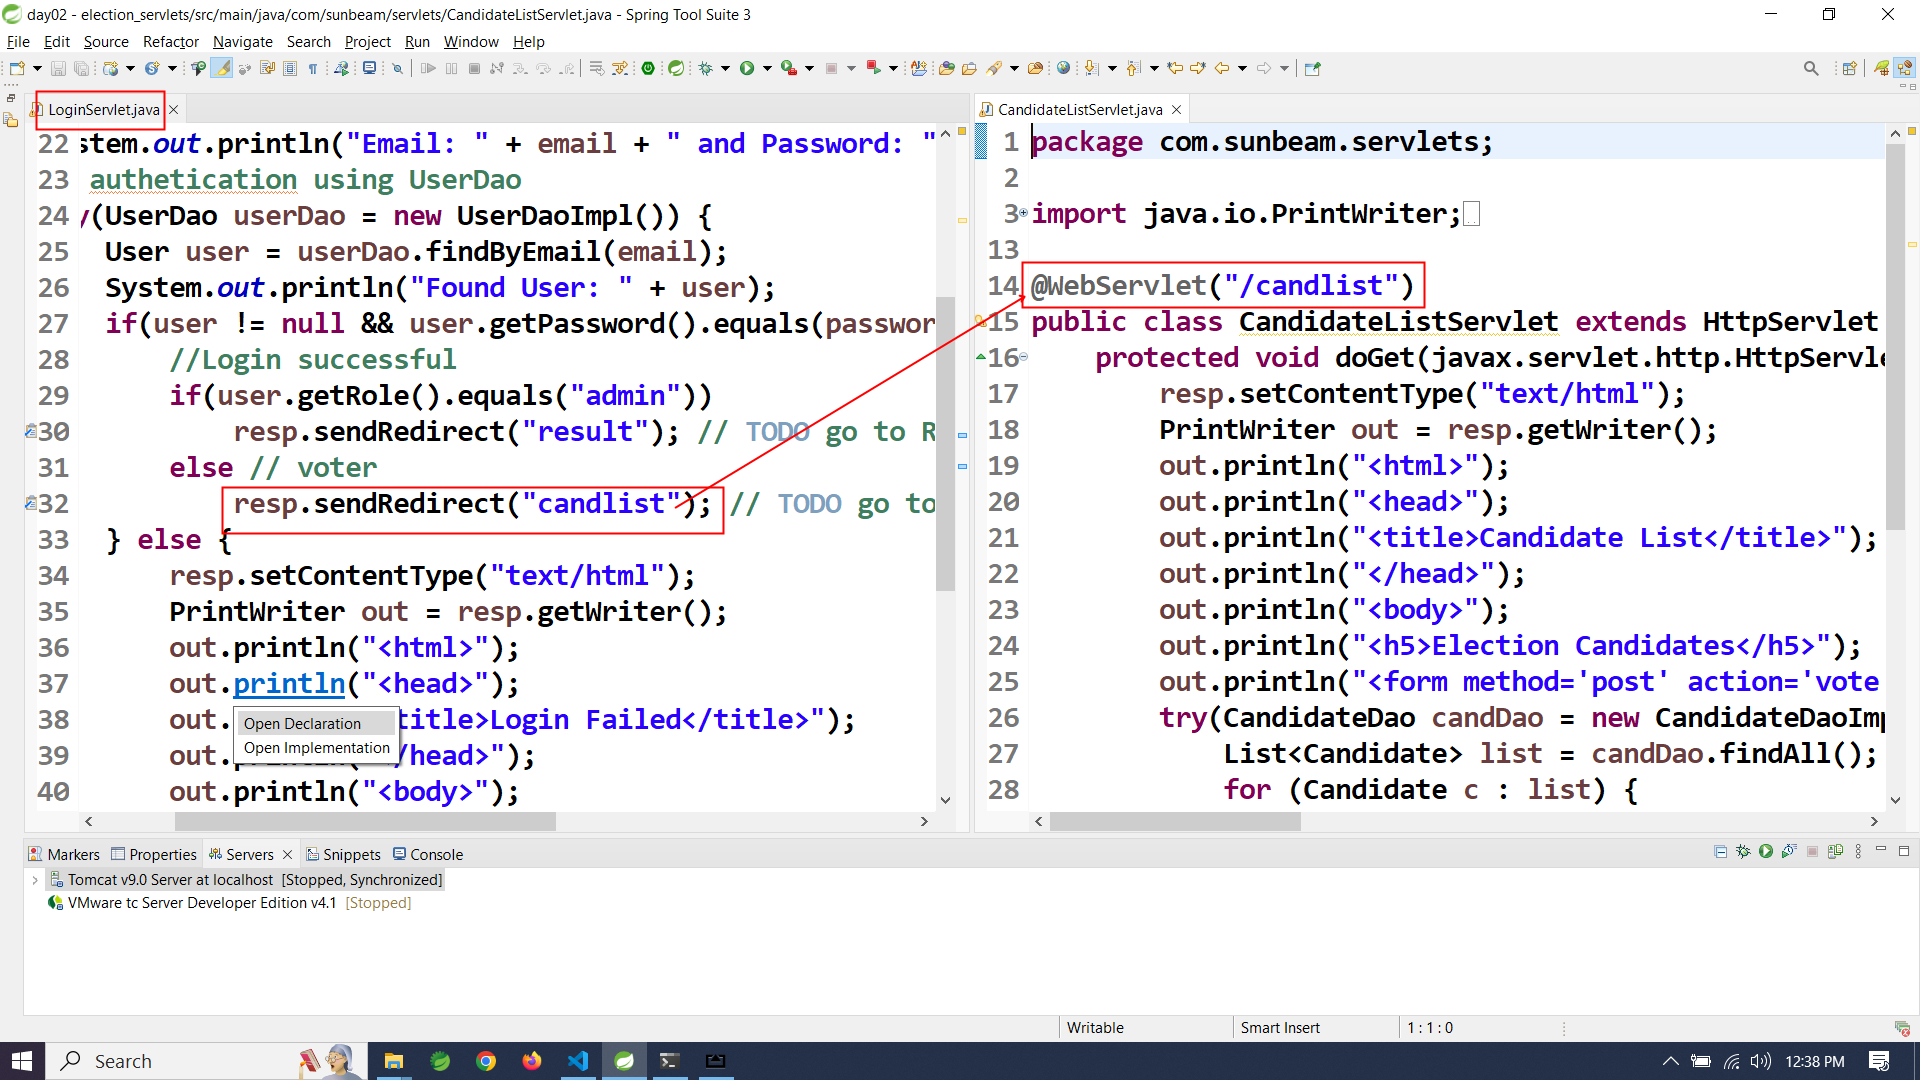 day02 - election_servlets/src/main/java/com/sunbeam/servlets/CandidateListServlet.java - Spring Tool Suite 3
File Edit Source Refactor Navigate Search Project Run Window Help
LoginServlet.java
22 stem.out.println("Email: " + email + " and Password: "
23 authetication using UserDao
24 y(UserDao userDao = new UserDaoImpl()) {
25 User user = userDao.findByEmail(email);
26 System.out.println("Found User: " + user);
27 if(user != null && user.getPassword().equals(passwor
28 //Login successful
29 if(user.getRole().equals("admin"))
30 resp.sendRedirect("result"); // TODO go to R
31 else // voter
32 resp.sendRedirect("candlist"); // TODO go to
33 } else {
34 resp.setContentType("text/html");
35 PrintWriter out = resp.getWriter();
36 out.println("<html>");
37 out.println("<head>");
38 out. title>Login Failed</title>");
Open Declaration
Open Implementation
39 out. /head>");
40 out.println("<body>");
CandidateListServlet.java
1 package com.sunbeam.servlets;
2
3 import java.io.PrintWriter;
13
14 @WebServlet("/candlist")
15 public class CandidateListServlet extends HttpServlet
16 protected void doGet(javax.servlet.http.HttpServle
17 resp.setContentType("text/html");
18 PrintWriter out = resp.getWriter();
19 out.println("<html>");
20 out.println("<head>");
21 out.println("<title>Candidate List</title>");
22 out.println("</head>");
23 out.println("<body>");
24 out.println("<h5>Election Candidates</h5>");
25 out.println("<form method='post' action='vote
26 try(CandidateDao candDao = new CandidateDaoImp
27 List<Candidate> list = candDao.findAll();
28 for (Candidate c : list) {
Markers Properties Servers Snippets Console
Tomcat v9.0 Server at localhost [Stopped, Synchronized]
VMware tc Server Developer Edition v4.1 [Stopped]
Writable Smart Insert 1 : 1 : 0
Search 12:38 PM